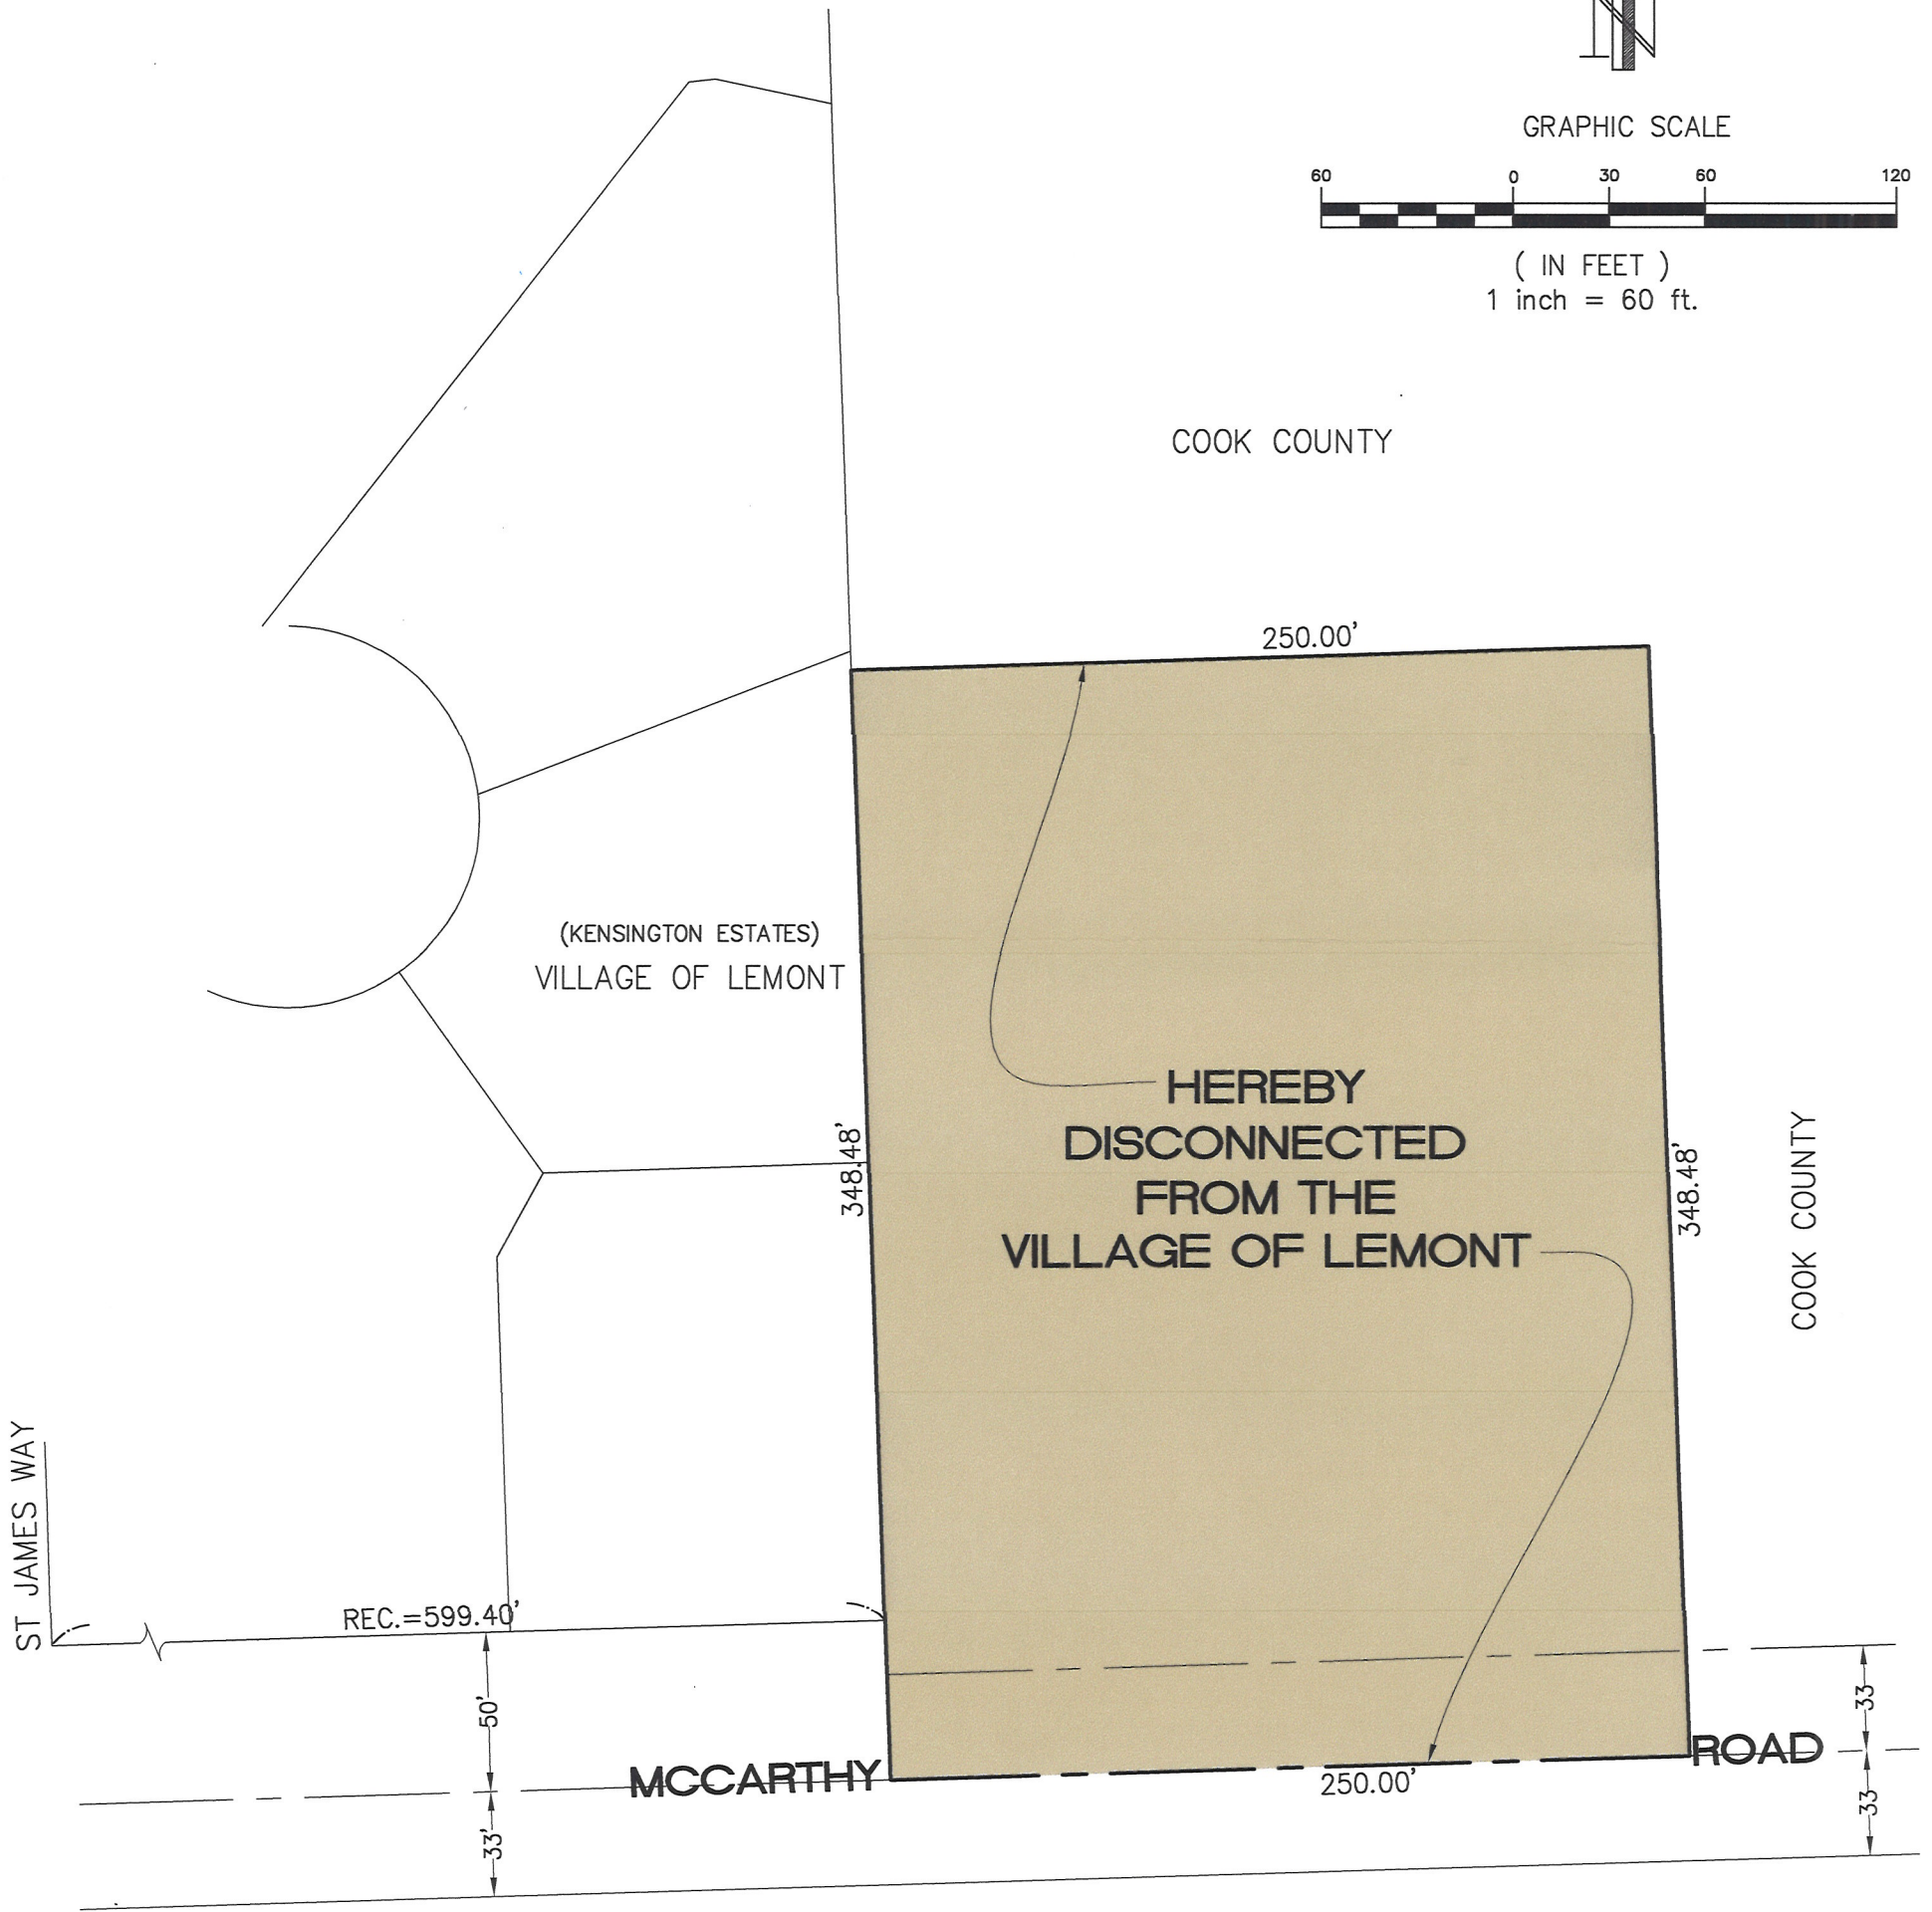 N
GRAPHIC SCALE
60 0 30 60 120
( IN FEET )
1 inch = 60 ft.
COOK COUNTY
250.00'
(KENSINGTON ESTATES)
VILLAGE OF LEMONT
348.48'
HEREBY
DISCONNECTED
FROM THE
VILLAGE OF LEMONT
348.48'
COOK COUNTY
ST JAMES WAY
REC.=599.40'
50'
33'
MCCARTHY
ROAD
250.00'
33'
33
33